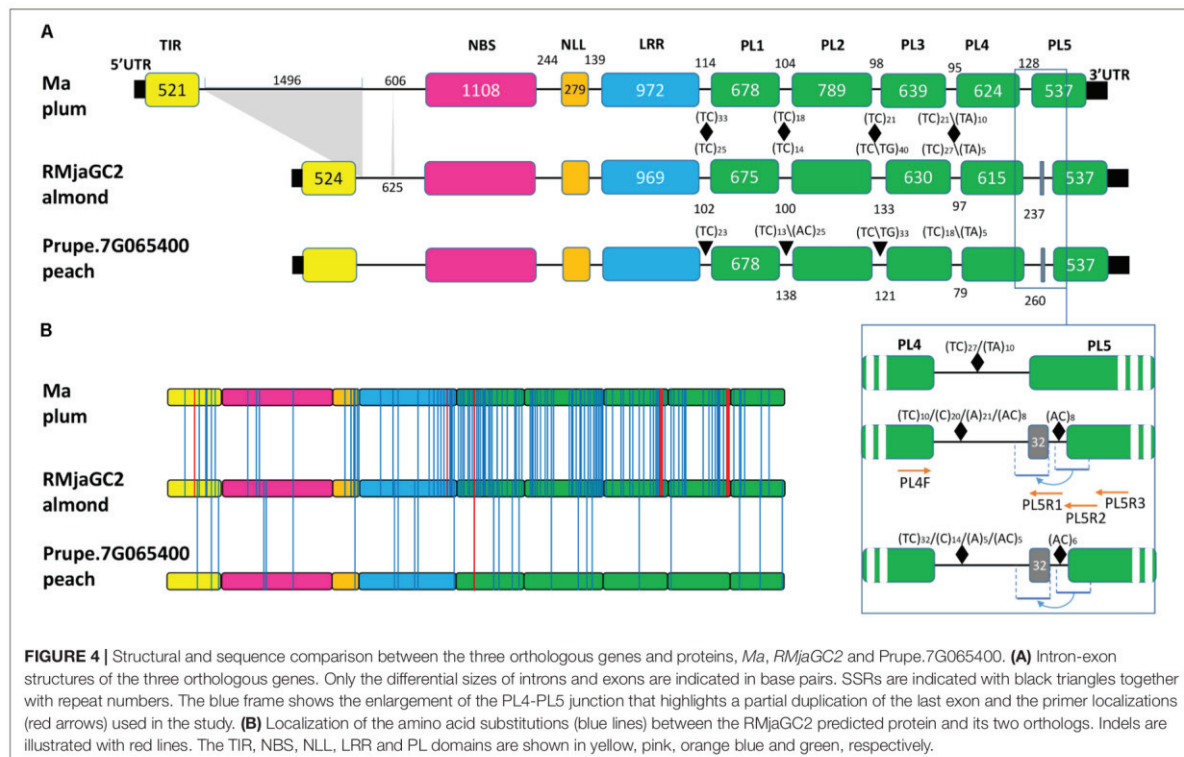 A
TIR NBS NLL LRR PL1 PL2 PL3 PL4 PL5
5'UTR 1496 606 244 139 114 104 98 95 128 3'UTR
Ma
plum
521 1108 279 972 678 789 639 624 537
(TC)33 (TC)18 (TC)21 (TC)21\(TA)10
(TC)25 (TC)14 (TC\TG)40 (TC)27\(TA)5
RMjaGC2
almond
524 625 969 675 630 615 537
102 100 133 97 237
Prupe.7G065400
peach
(TC)23 (TC)13\(AC)25 (TC\TG)33 (TC)18\(TA)5
678 537
138 121 79 260
B
Ma
plum
RMjaGC2
almond
Prupe.7G065400
peach
PL4 (TC)27/(TA)10 PL5
(TC)10/(C)20/(A)21/(AC)8 (AC)8
32
PL4F
PL5R1
PL5R2
PL5R3
(TC)32/(C)14/(A)5/(AC)5 (AC)6
32
FIGURE 4 | Structural and sequence comparison between the three orthologous genes and proteins, Ma, RMjaGC2 and Prupe.7G065400. (A) Intron-exon
structures of the three orthologous genes. Only the differential sizes of introns and exons are indicated in base pairs. SSRs are indicated with black triangles together
with repeat numbers. The blue frame shows the enlargement of the PL4-PL5 junction that highlights a partial duplication of the last exon and the primer localizations
(red arrows) used in the study. (B) Localization of the amino acid substitutions (blue lines) between the RMjaGC2 predicted protein and its two orthologs. Indels are
illustrated with red lines. The TIR, NBS, NLL, LRR and PL domains are shown in yellow, pink, orange blue and green, respectively.